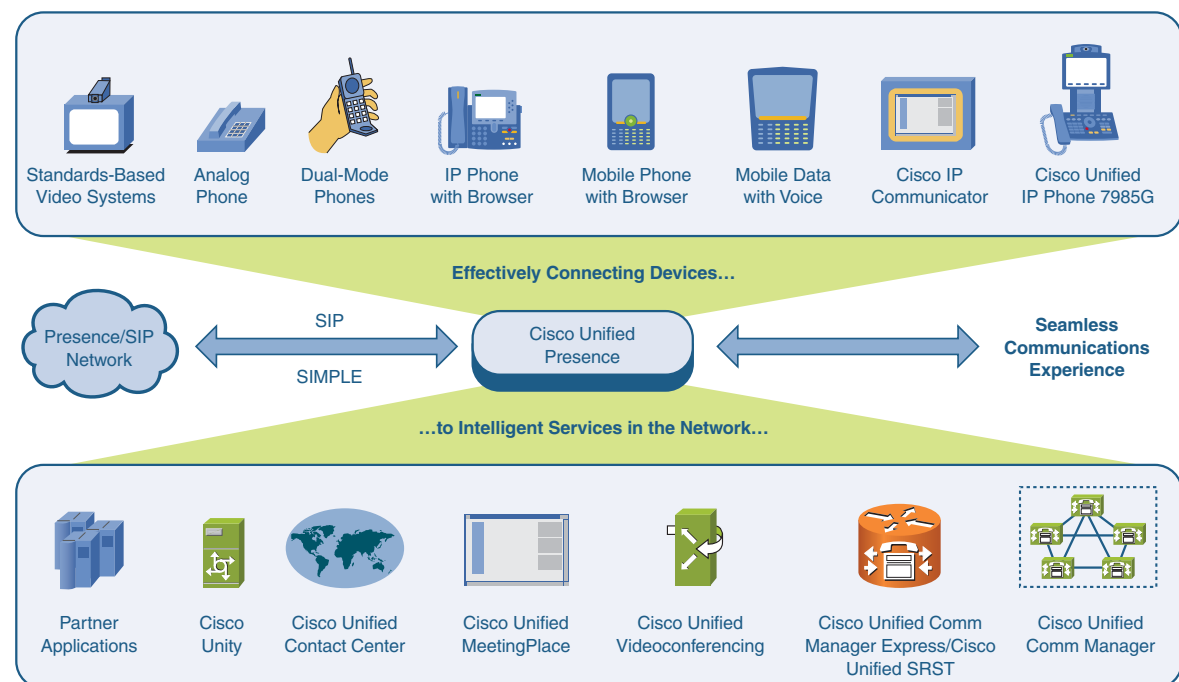 Standards-Based
Video Systems
Analog
Phone
Dual-Mode
Phones
IP Phone
with Browser
Mobile Phone
with Browser
Mobile Data
with Voice
Cisco IP
Communicator
Cisco Unified
IP Phone 7985G
Effectively Connecting Devices…
Presence/SIP
Network
SIP
SIMPLE
Cisco Unified
Presence
Seamless
Communications
Experience
…to Intelligent Services in the Network…
Partner
Applications
Cisco
Unity
Cisco Unified
Contact Center
Cisco Unified
MeetingPlace
Cisco Unified
Videoconferencing
Cisco Unified Comm
Manager Express/Cisco
Unified SRST
Cisco Unified
Comm Manager